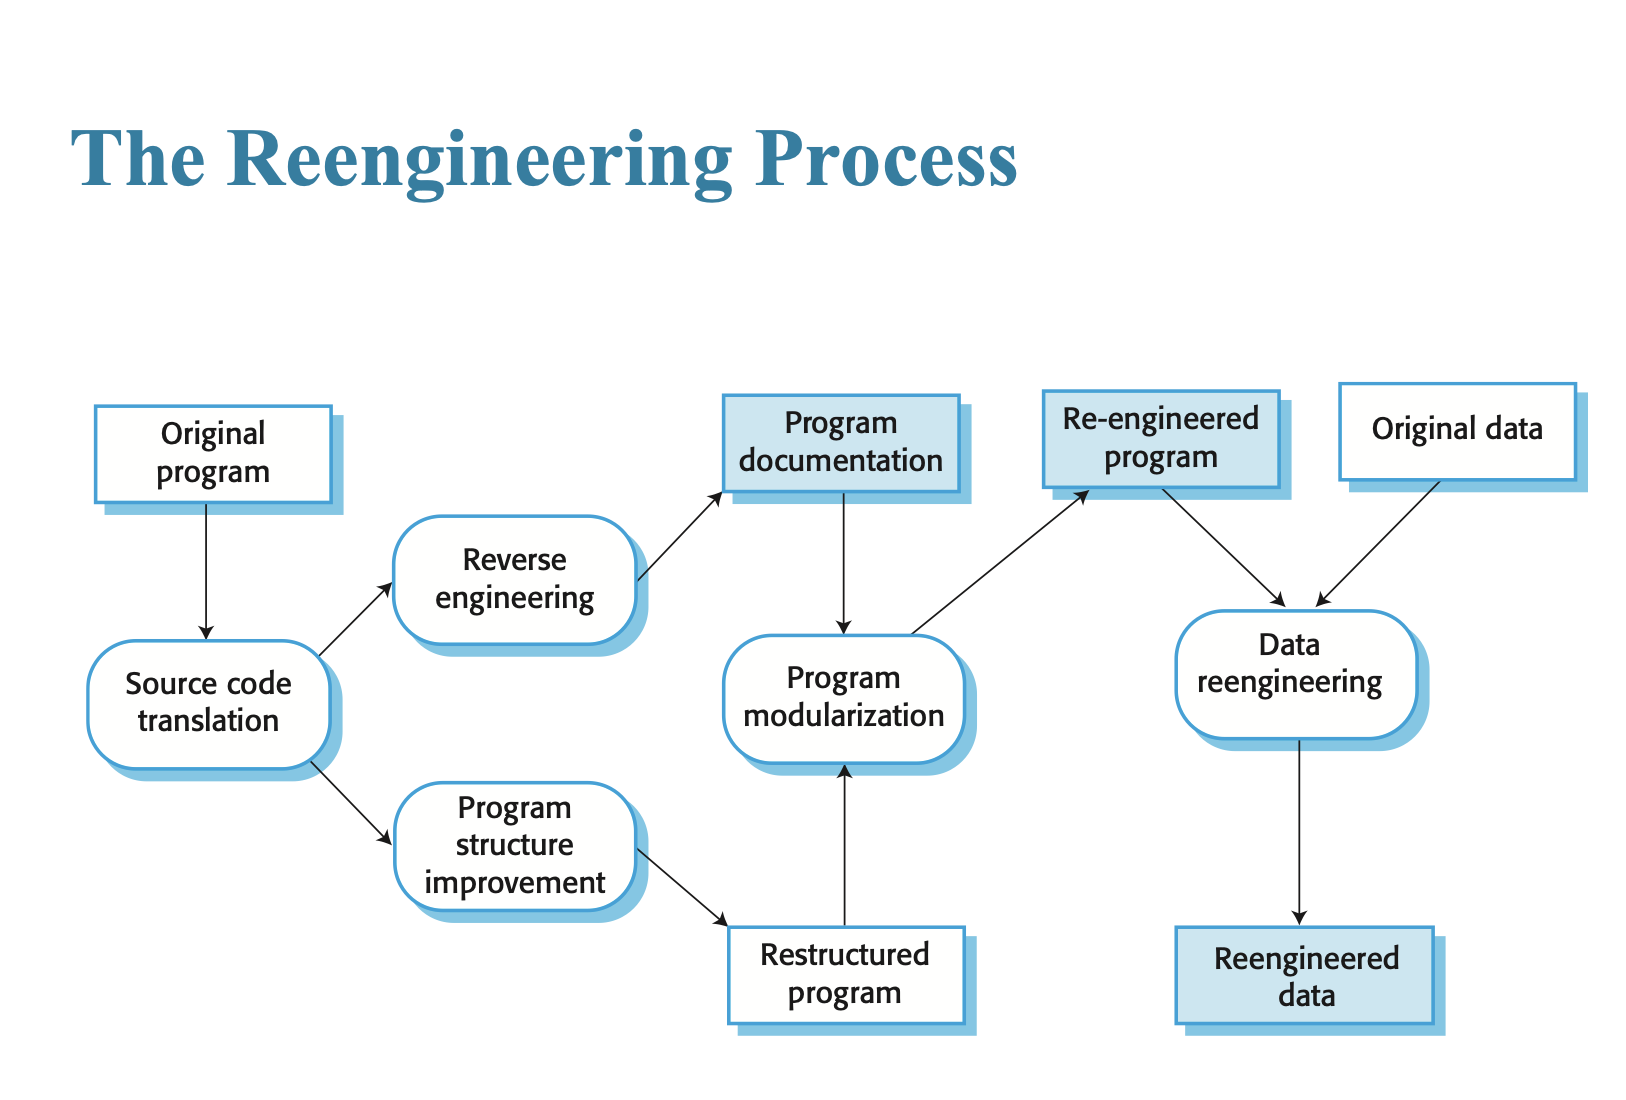 The Reengineering Process
Original
program
Program
documentation
Re-engineered
program
Original data
Reverse
engineering
Source code
translation
Program
modularization
Data
reengineering
Program
structure
improvement
Restructured
program
Reengineered
data